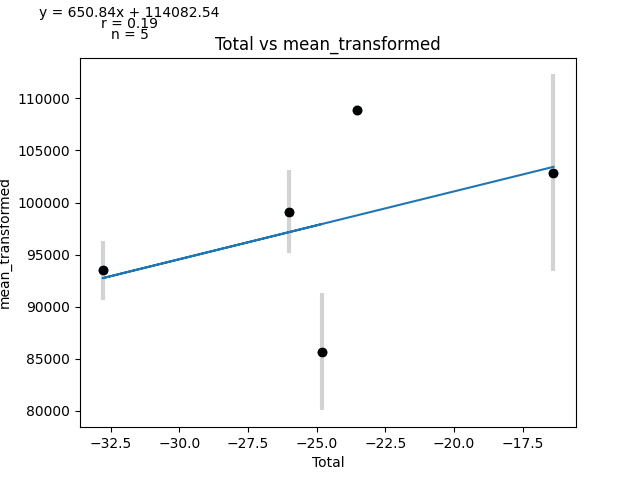 y = 650.84x + 114082.54
r = 0.19
n = 5
Total vs mean_transformed
mean_transformed
110000
105000
100000
95000
90000
85000
80000
−32.5 −30.0 −27.5 −25.0 −22.5 −20.0 −17.5
Total